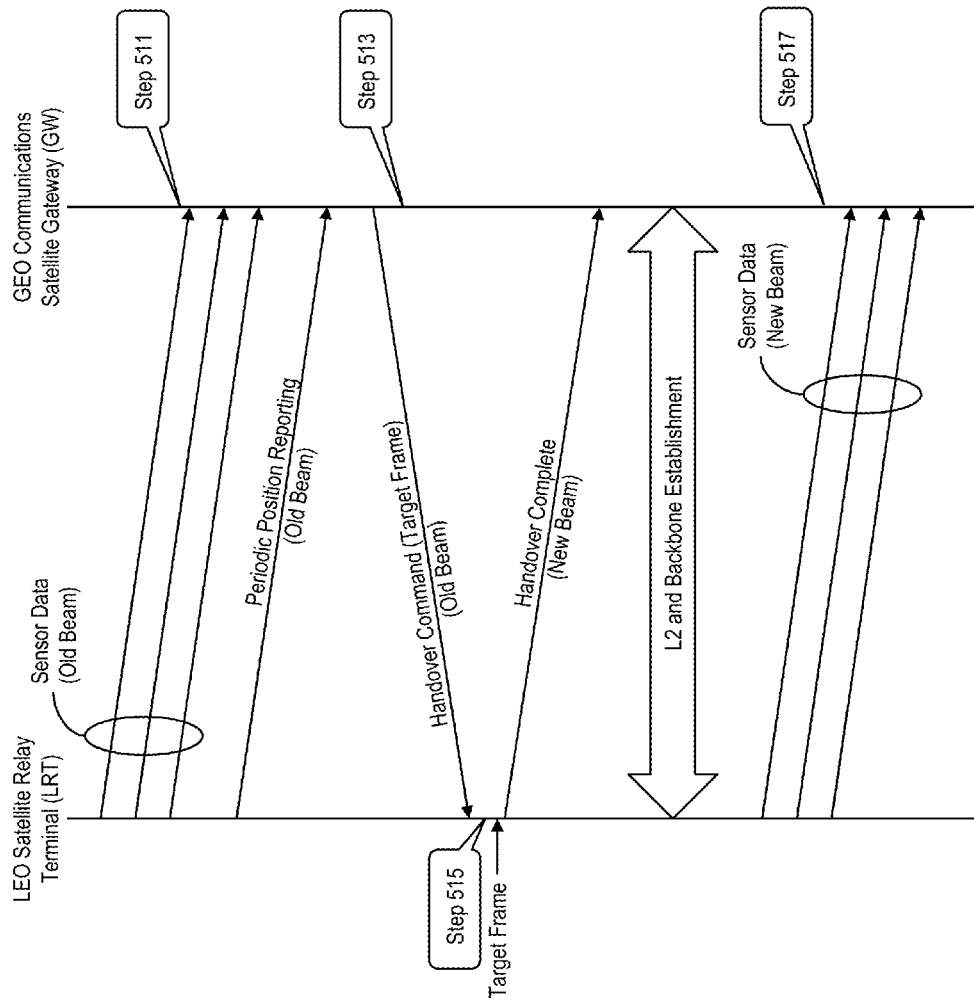 LEO Satellite Relay
Terminal (LRT)
GEO Communications
Satellite Gateway (GW)
Sensor Data
(Old Beam)
Step 511
Periodic Position Reporting
(Old Beam)
Step 513
Handover Command (Target Frame)
(Old Beam)
Step 515
Target Frame
Handover Complete
(New Beam)
L2 and Backbone Establishment
Sensor Data
(New Beam)
Step 517